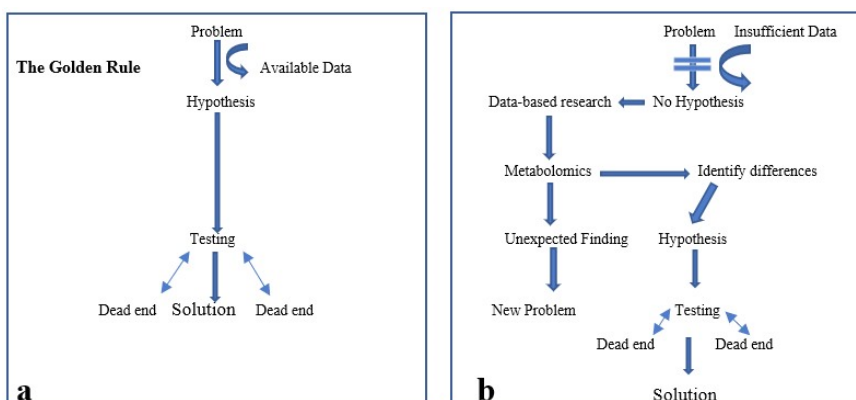 Problem
The Golden Rule
Available Data
Hypothesis
Testing
Dead end
Solution
Dead end
a
Problem
Insufficient Data
Data-based research
No Hypothesis
Metabolomics
Identify differences
Unexpected Finding
Hypothesis
New Problem
Testing
Dead end
Dead end
Solution
b